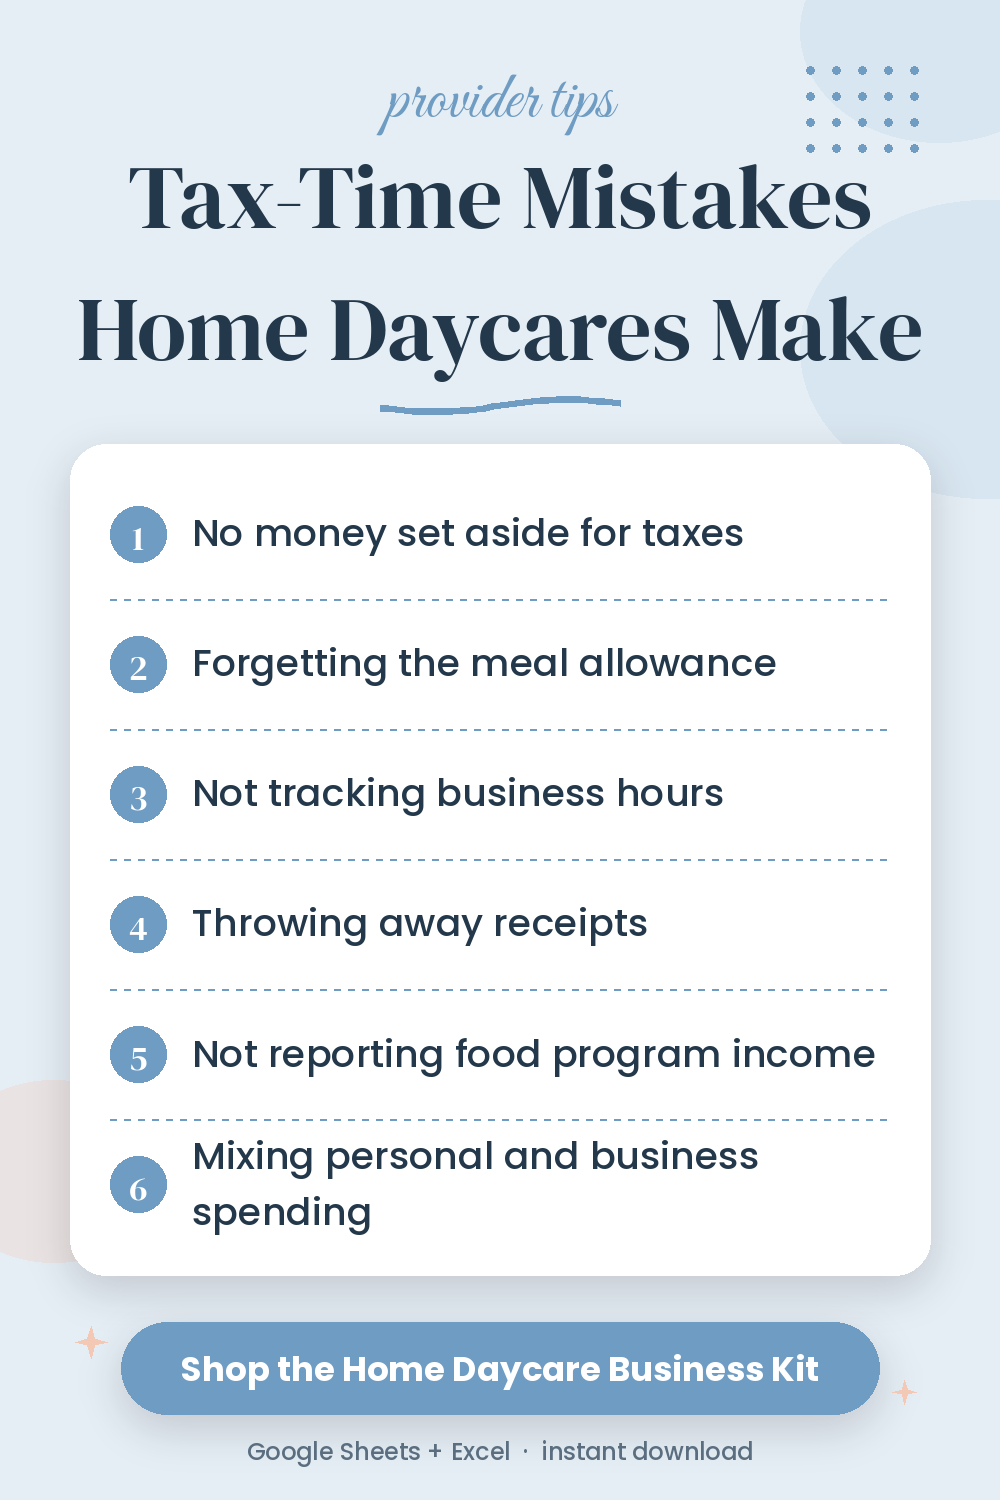 provider tips
Tax-Time Mistakes
Home Daycares Make
1 No money set aside for taxes
2 Forgetting the meal allowance
3 Not tracking business hours
4 Throwing away receipts
5 Not reporting food program income
6 Mixing personal and business
spending
Shop the Home Daycare Business Kit
Google Sheets + Excel · instant download